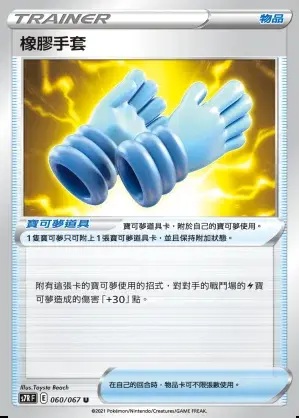 TRAINER 物品
橡膠手套
寶可夢道具 寶可夢道具卡，附於自己的寶可夢使用。
1隻寶可夢只可附上1張寶可夢道具卡，並且保持附加狀態。
附有這張卡的寶可夢使用的招式，對對手的戰鬥場的寶
可夢造成的傷害「+30」點。
Illus.Toyste Beach
s7R F E 060/067 U
在自己的回合時，物品卡可不限張數使用。
©2021 Pokémon/Nintendo/Creatures/GAME FREAK.